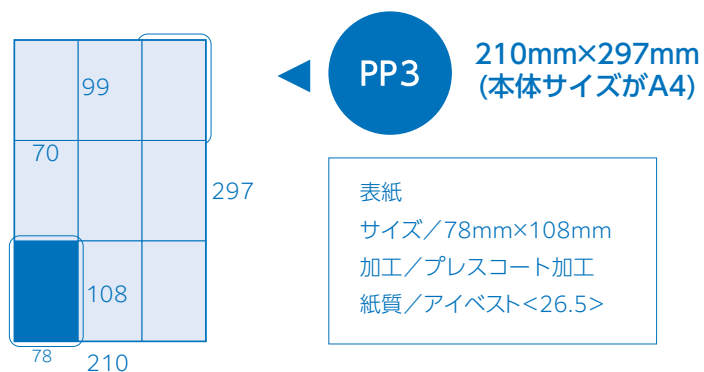 99
70
297
108
78
210
PP3
210mm×297mm
(本体サイズがA4)
表紙
サイズ／78mm×108mm
加工／プレスコート加工
紙質／アイベスト<26.5>